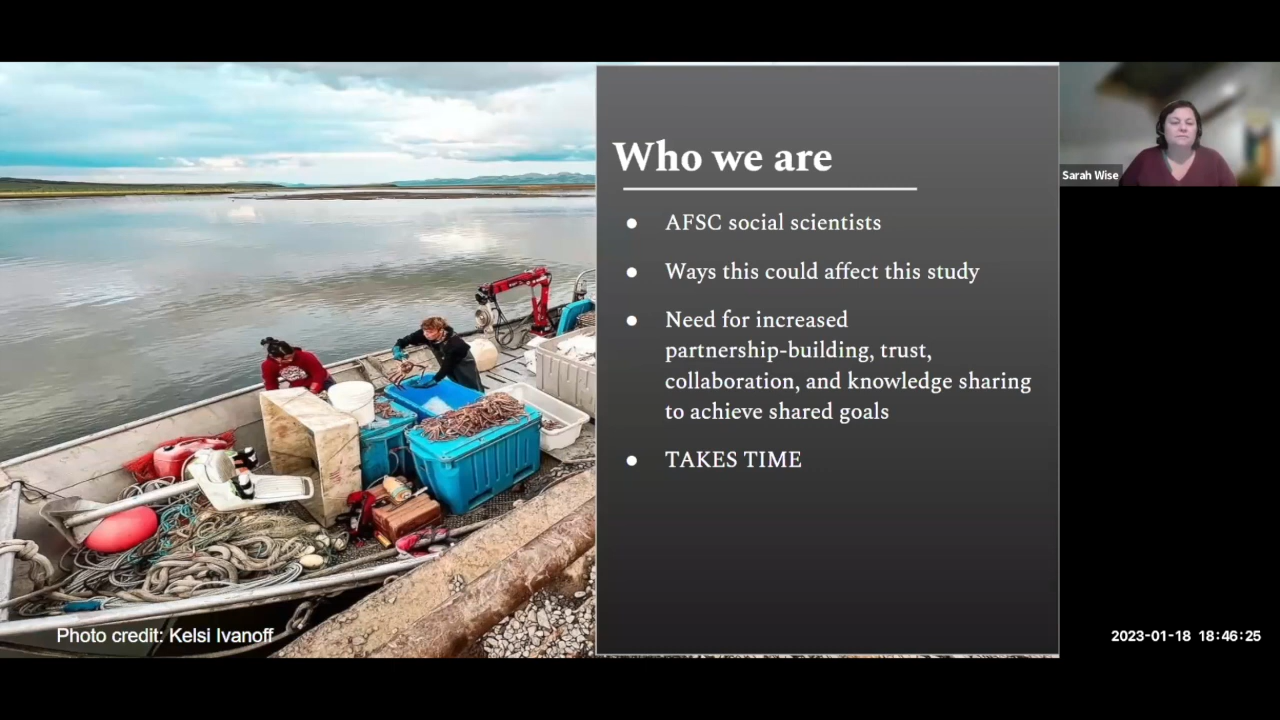 Who we are
AFSC social scientists
Ways this could affect this study
Need for increased
partnership-building, trust,
collaboration, and knowledge sharing
to achieve shared goals
TAKES TIME
Sarah Wise
Photo credit: Kelsi Ivanoff
2023-01-18 18:46:25